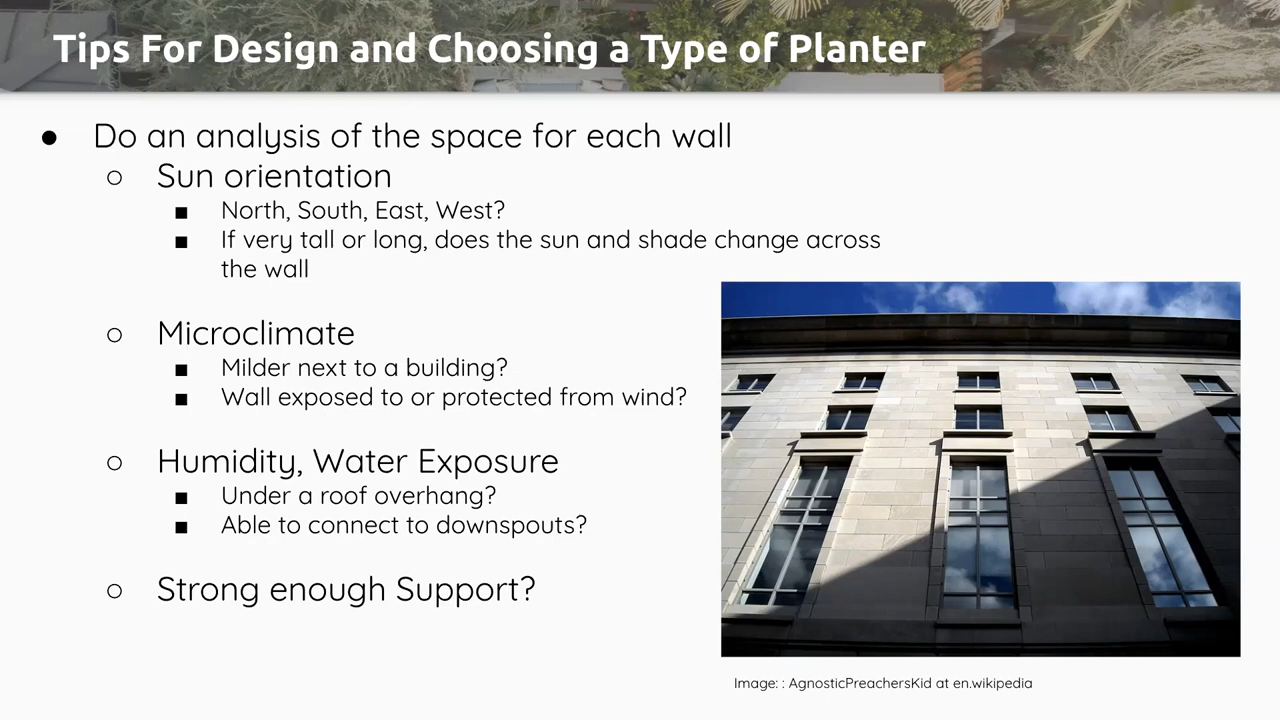 Tips For Design and Choosing a Type of Planter
● Do an analysis of the space for each wall
○ Sun orientation
■ North, South, East, West?
■ If very tall or long, does the sun and shade change across
the wall
○ Microclimate
■ Milder next to a building?
■ Wall exposed to or protected from wind?
○ Humidity, Water Exposure
■ Under a roof overhang?
■ Able to connect to downspouts?
○ Strong enough Support?
Image: : AgnosticPreachersKid at en.wikipedia